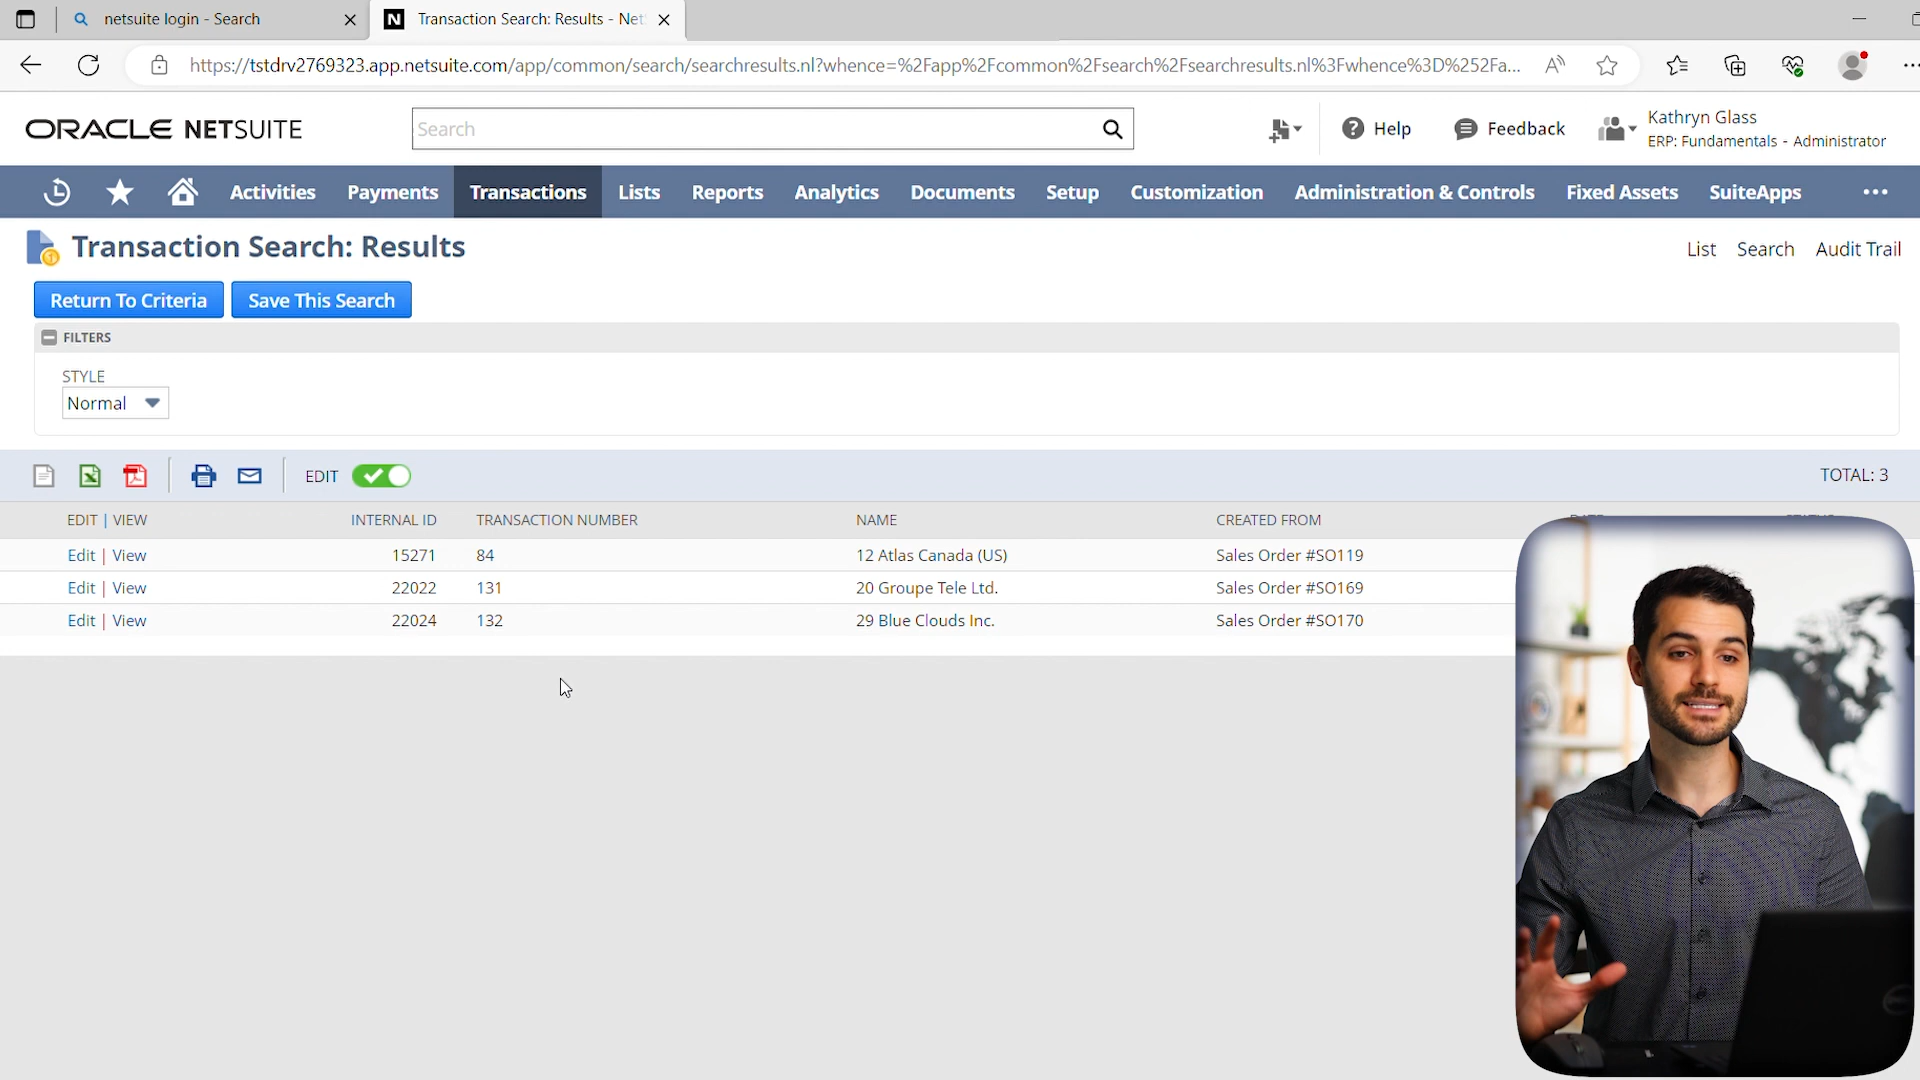 netsuite login - Search
Transaction Search: Results - Net
https://tstdrv2769323.app.netsuite.com/app/common/search/searchresults.nl?whence=%2Fapp%2Fcommon%2Fsearch%2Fsearchresults.nl%3Fwhence%3D%252Fa...
ORACLE NETSUITE
Search
Help
Feedback
Kathryn Glass
ERP: Fundamentals - Administrator
Activities Payments Transactions Lists Reports Analytics Documents Setup Customization Administration & Controls Fixed Assets SuiteApps
Transaction Search: Results
List Search Audit Trail
Return To Criteria Save This Search
FILTERS
STYLE
Normal
EDIT
TOTAL: 3
EDIT | VIEW INTERNAL ID TRANSACTION NUMBER NAME CREATED FROM
Edit | View 15271 84 12 Atlas Canada (US) Sales Order #SO119
Edit | View 22022 131 20 Groupe Tele Ltd. Sales Order #SO169
Edit | View 22024 132 29 Blue Clouds Inc. Sales Order #SO170